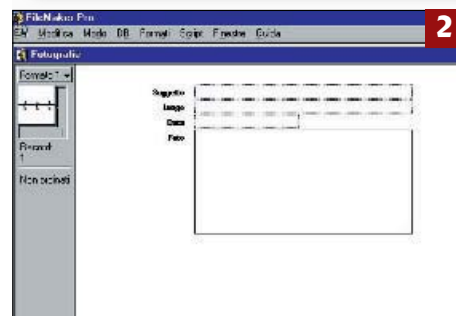 FileMaker Pro
2
File Modifica Modo DB Formati Script Finestre Guida
Fotografie
Formato 1
Soggetto
Luogo
Data
Foto
Record:
1
Non ordinati